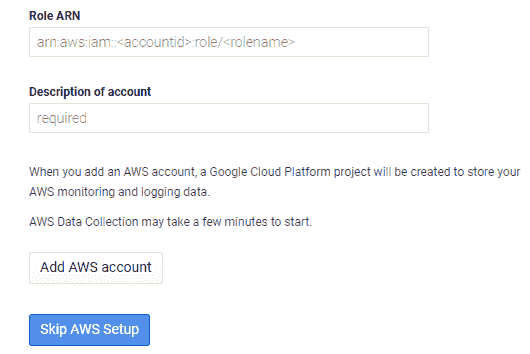 Role ARN
arn:aws:iam::<accountid>:role/<rolename>
Description of account
required
When you add an AWS account, a Google Cloud Platform project will be created to store your
AWS monitoring and logging data.
AWS Data Collection may take a few minutes to start.
Add AWS account
Skip AWS Setup